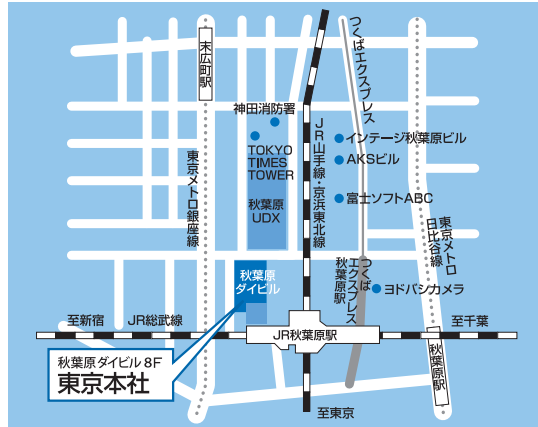 末広町駅
つくばエクスプレス
神田消防署
TOKYO
TIMES
TOWER
秋葉原
UDX
JR山手線・京浜東北線
インテージ秋葉原ビル
AKSビル
富士ソフトABC
東京メトロ銀座線
東京メトロ
日比谷線
秋葉原
ダイビル
つくば
エクスプレス
秋葉原駅
ヨドバシカメラ
至新宿
JR総武線
至千葉
JR秋葉原駅
秋葉原駅
秋葉原ダイビル8F
東京本社
至東京